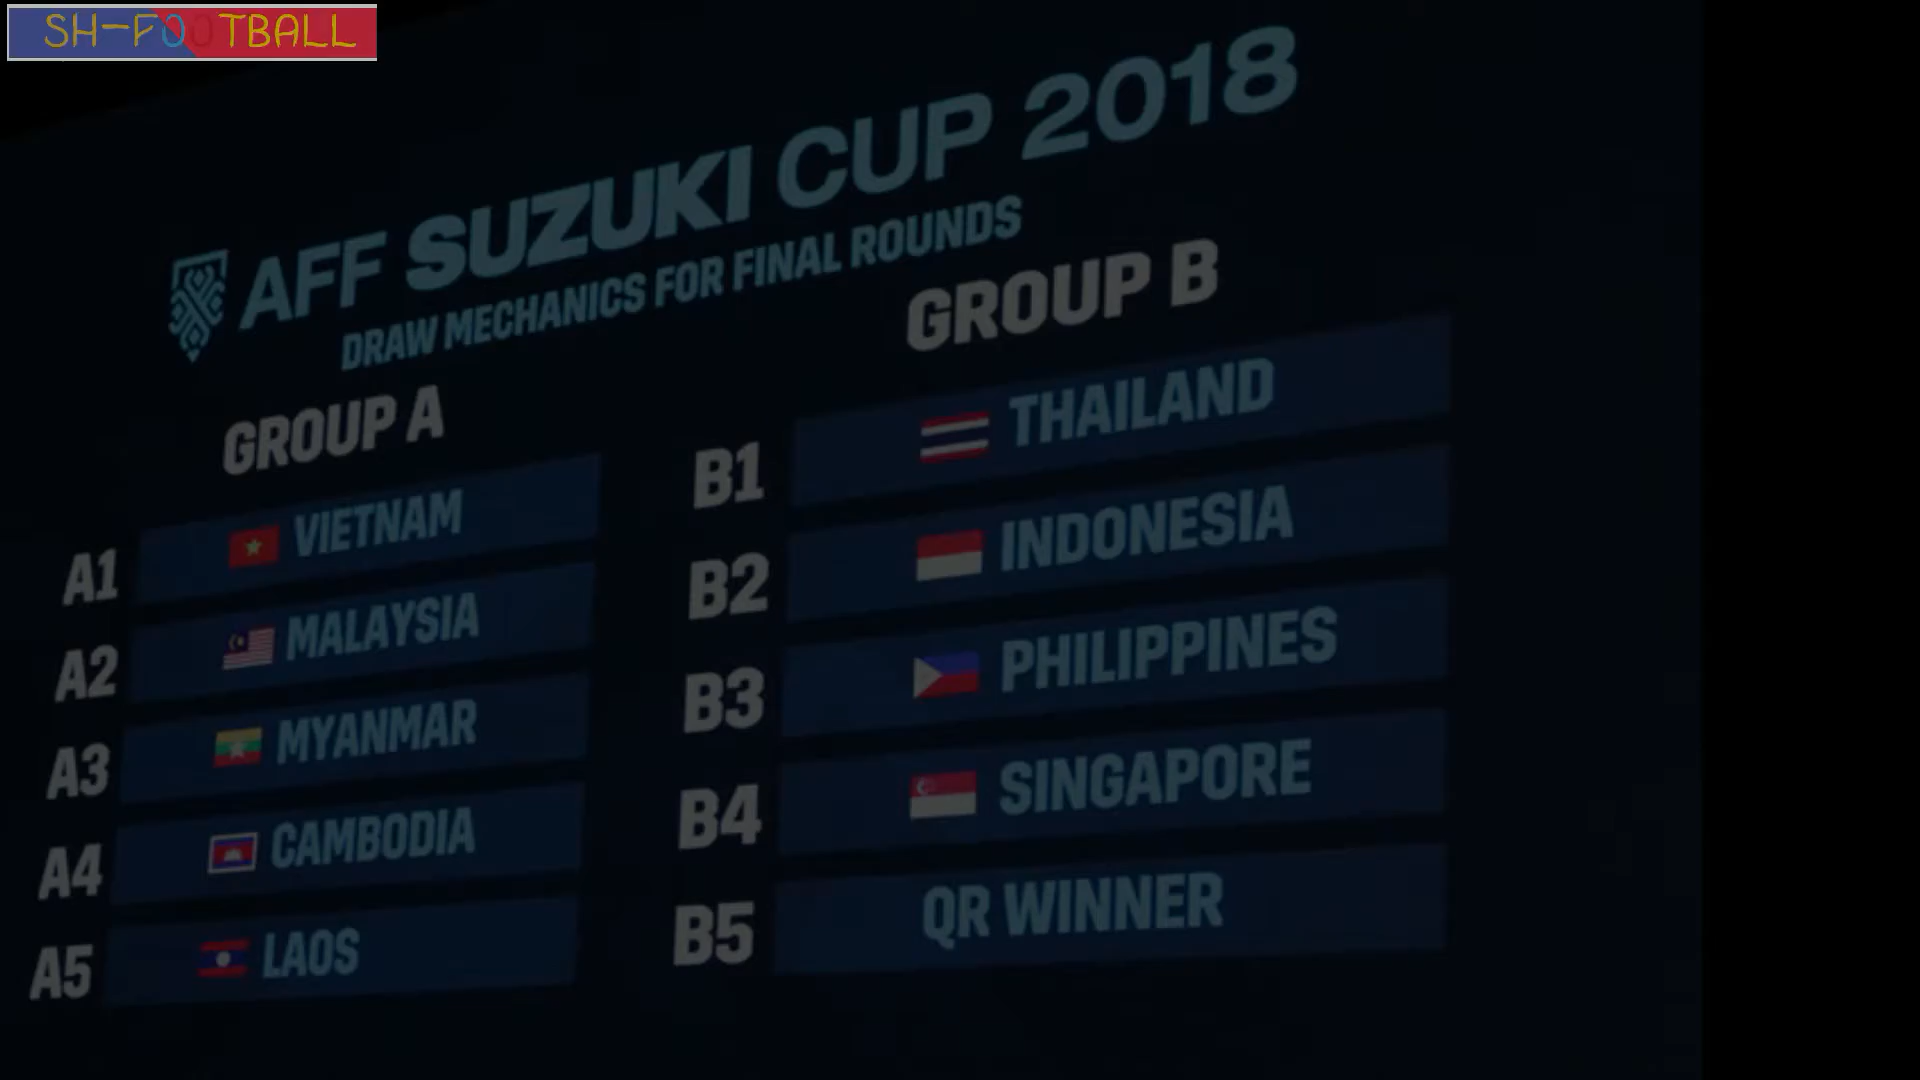 SH-FOOTBALL
AFF SUZUKI CUP 2018
DRAW MECHANICS FOR FINAL ROUNDS
GROUP A
A1 VIETNAM
A2 MALAYSIA
A3 MYANMAR
A4 CAMBODIA
A5 LAOS
GROUP B
B1 THAILAND
B2 INDONESIA
B3 PHILIPPINES
B4 SINGAPORE
B5 QR WINNER